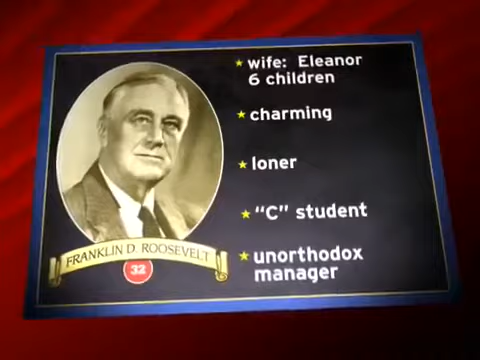 wife: Eleanor
6 children
charming
loner
"C" student
unorthodox
manager
FRANKLIN D. ROOSEVELT
32